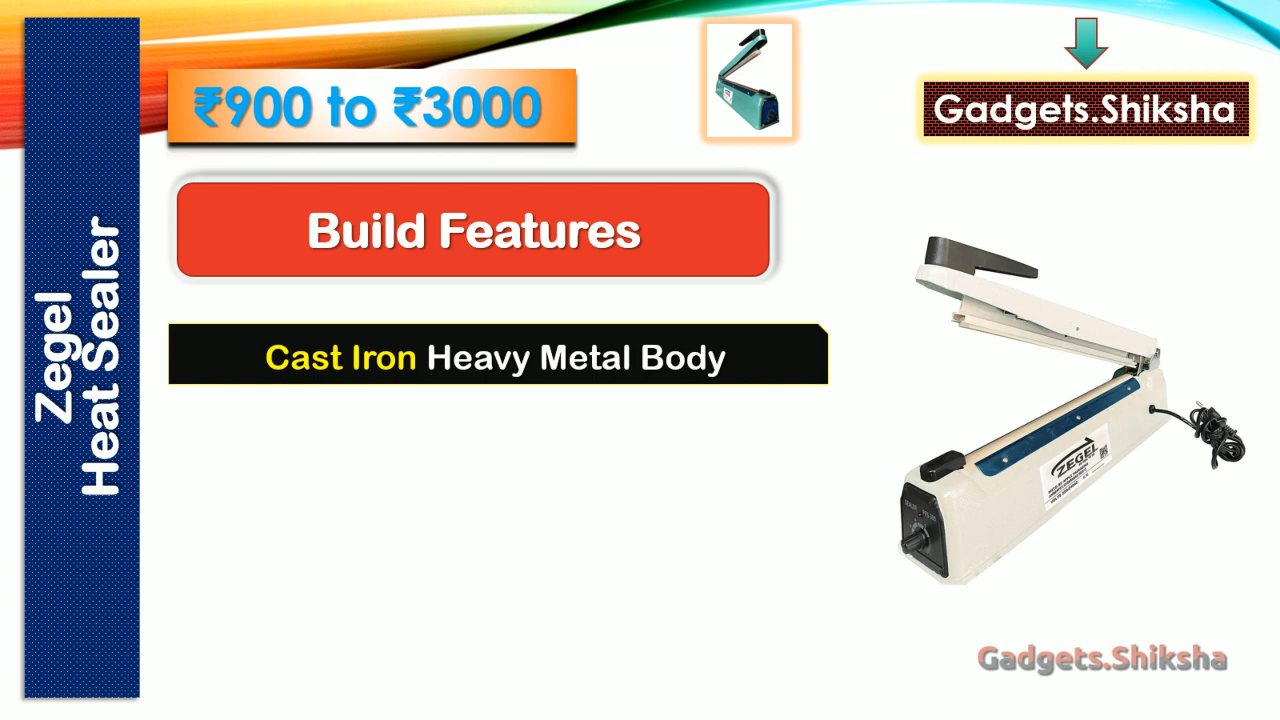 ₹900 to ₹3000
Gadgets.Shiksha
Build Features
Zegel
Heat Sealer
Cast Iron Heavy Metal Body
ZEGEL
Gadgets.Shiksha